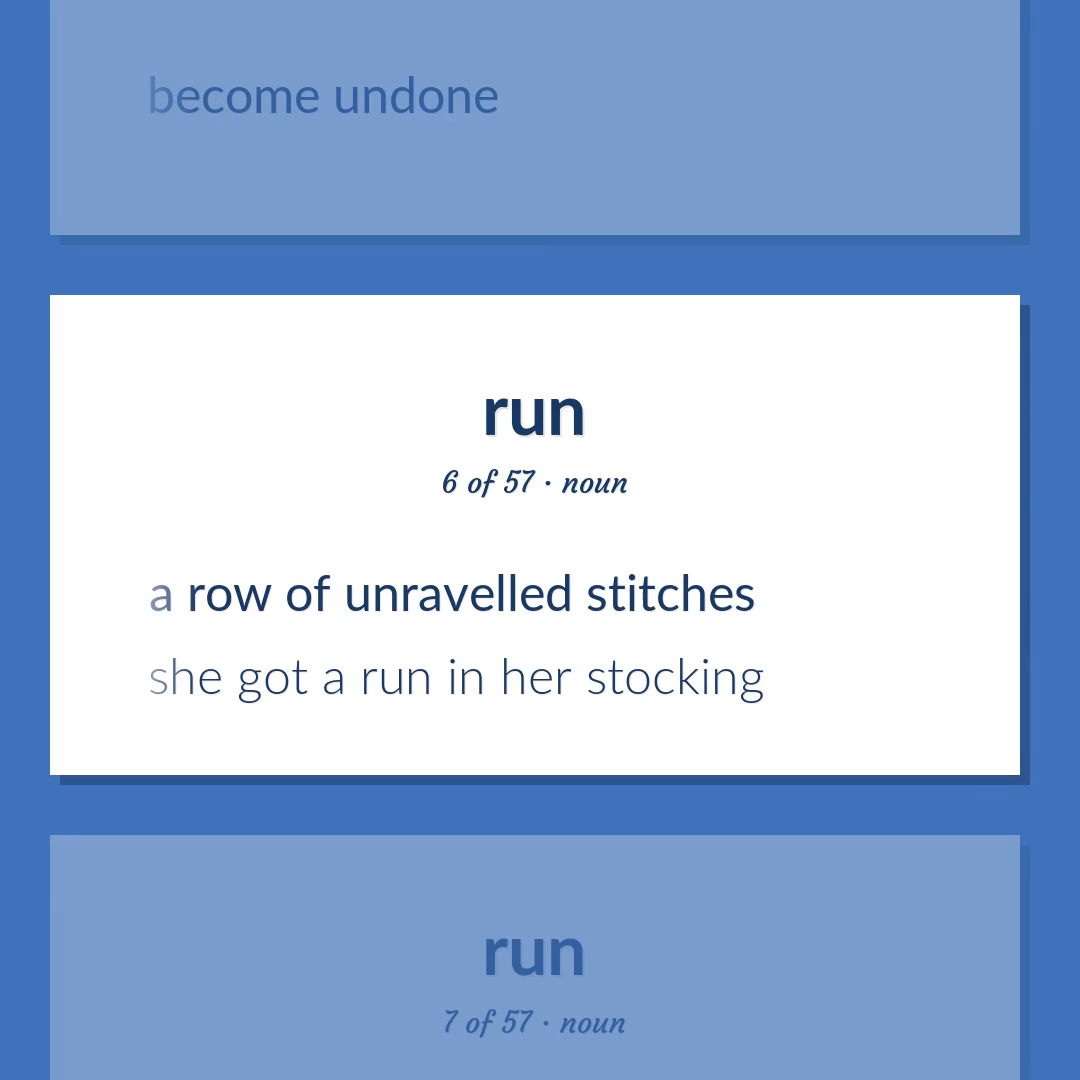 become undone
run
6 of 57 · noun
a row of unravelled stitches
she got a run in her stocking
run
7 of 57 · noun